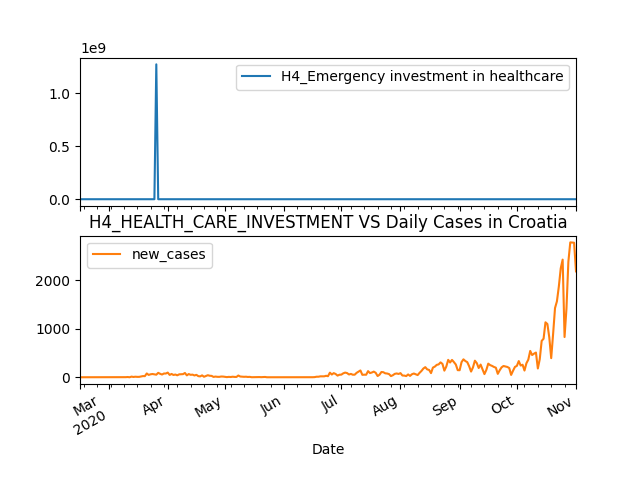 1e9
H4_Emergency investment in healthcare
1.0
0.5
0.0
H4_HEALTH_CARE_INVESTMENT VS Daily Cases in Croatia
new_cases
2000
1000
0
Mar Apr May Jun Jul Aug Sep Oct Nov
2020
Date